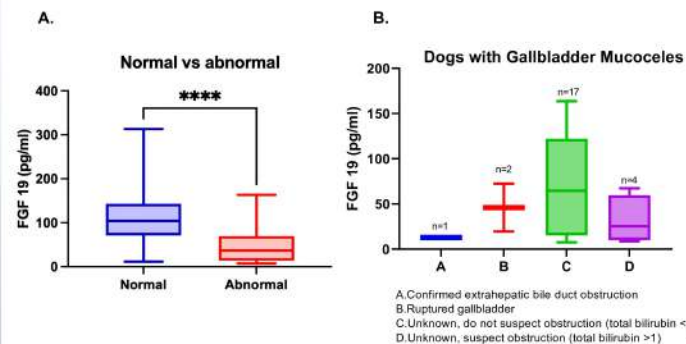 A.
Normal vs abnormal
****
FGF 19 (pg/ml)
400
300
200
100
0
Normal
Abnormal
B.
Dogs with Gallbladder Mucoceles
FGF 19 (pg/ml)
200
150
100
50
0
n=1
n=2
n=17
n=4
A
B
C
D
A.Confirmed extrahepatic bile duct obstruction
B.Ruptured gallbladder
C.Unknown, do not suspect obstruction (total bilirubin <
D.Unknown, suspect obstruction (total bilirubin >1)